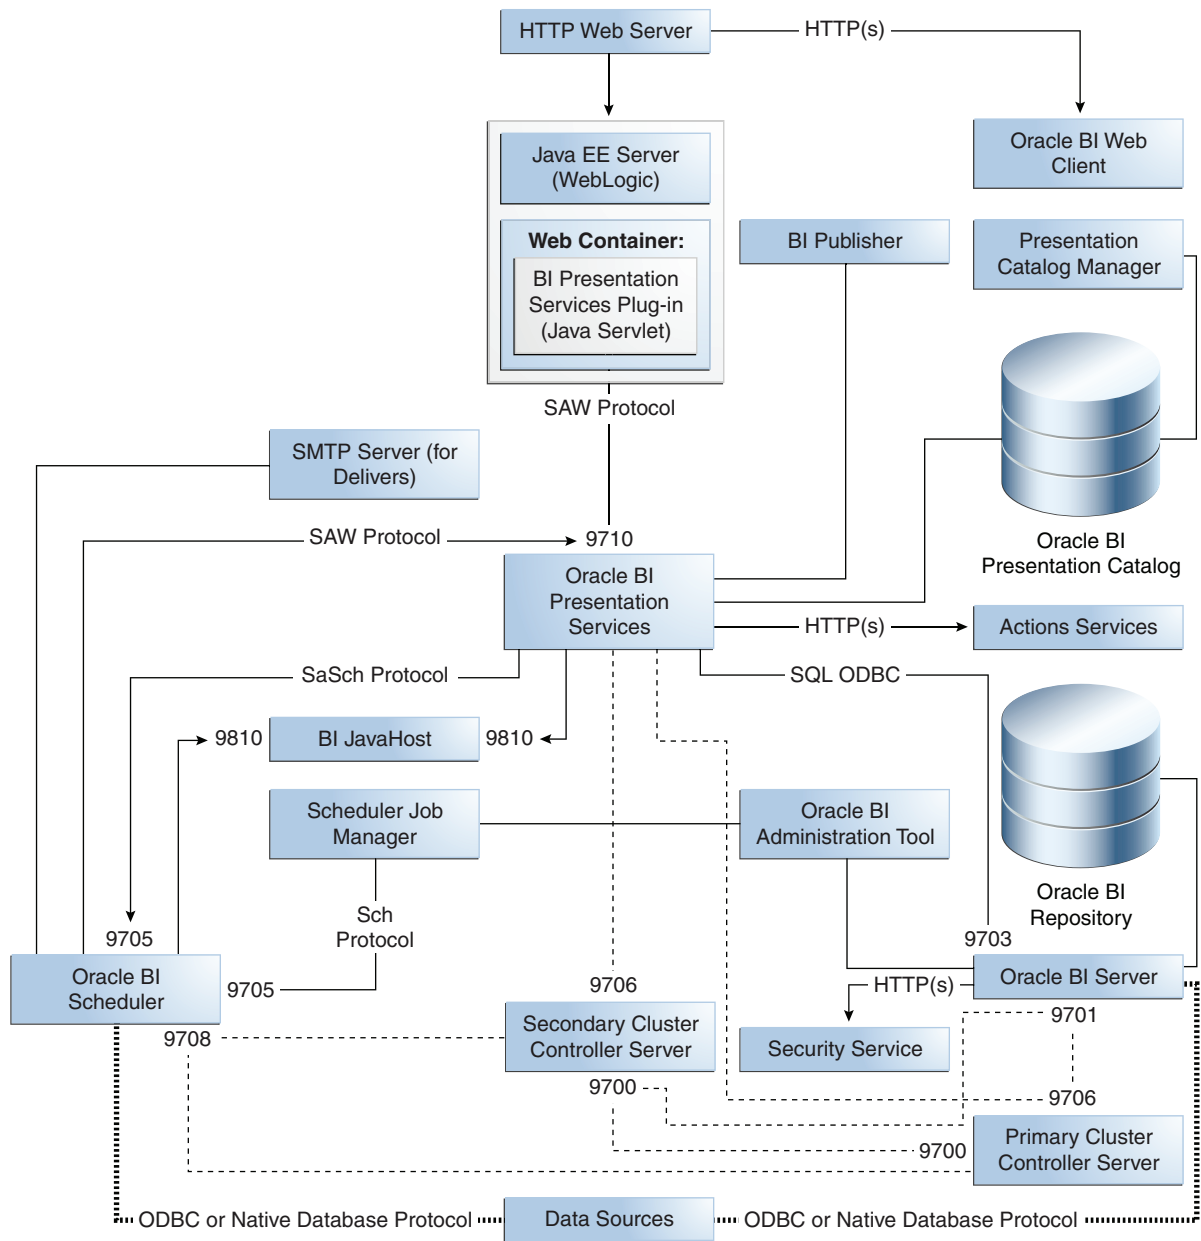 HTTP Web Server
HTTP(s)
Java EE Server
(WebLogic)
Oracle BI Web
Client
Web Container:
BI Presentation
Services Plug-in
(Java Servlet)
BI Publisher
Presentation
Catalog Manager
SAW Protocol
SMTP Server (for
Delivers)
SAW Protocol
9710
Oracle BI
Presentation Catalog
Oracle BI
Presentation
Services
HTTP(s)
Actions Services
SaSch Protocol
SQL ODBC
9810
BI JavaHost
9810
Scheduler Job
Manager
Oracle BI
Administration Tool
Oracle BI
Repository
Sch
Protocol
9705
9703
Oracle BI
Scheduler
9705
9706
HTTP(s)
Oracle BI Server
9708
Secondary Cluster
Controller Server
Security Service
9701
9700
9706
9700
Primary Cluster
Controller Server
ODBC or Native Database Protocol
Data Sources
ODBC or Native Database Protocol